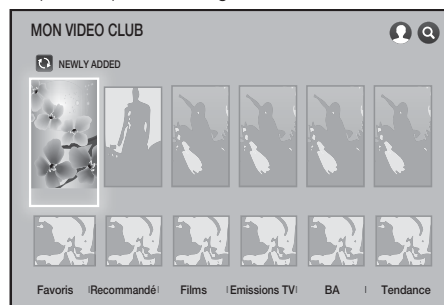 MON VIDEO CLUB
NEWLY ADDED
Favoris Recommandé Films Emissions TV BA Tendance